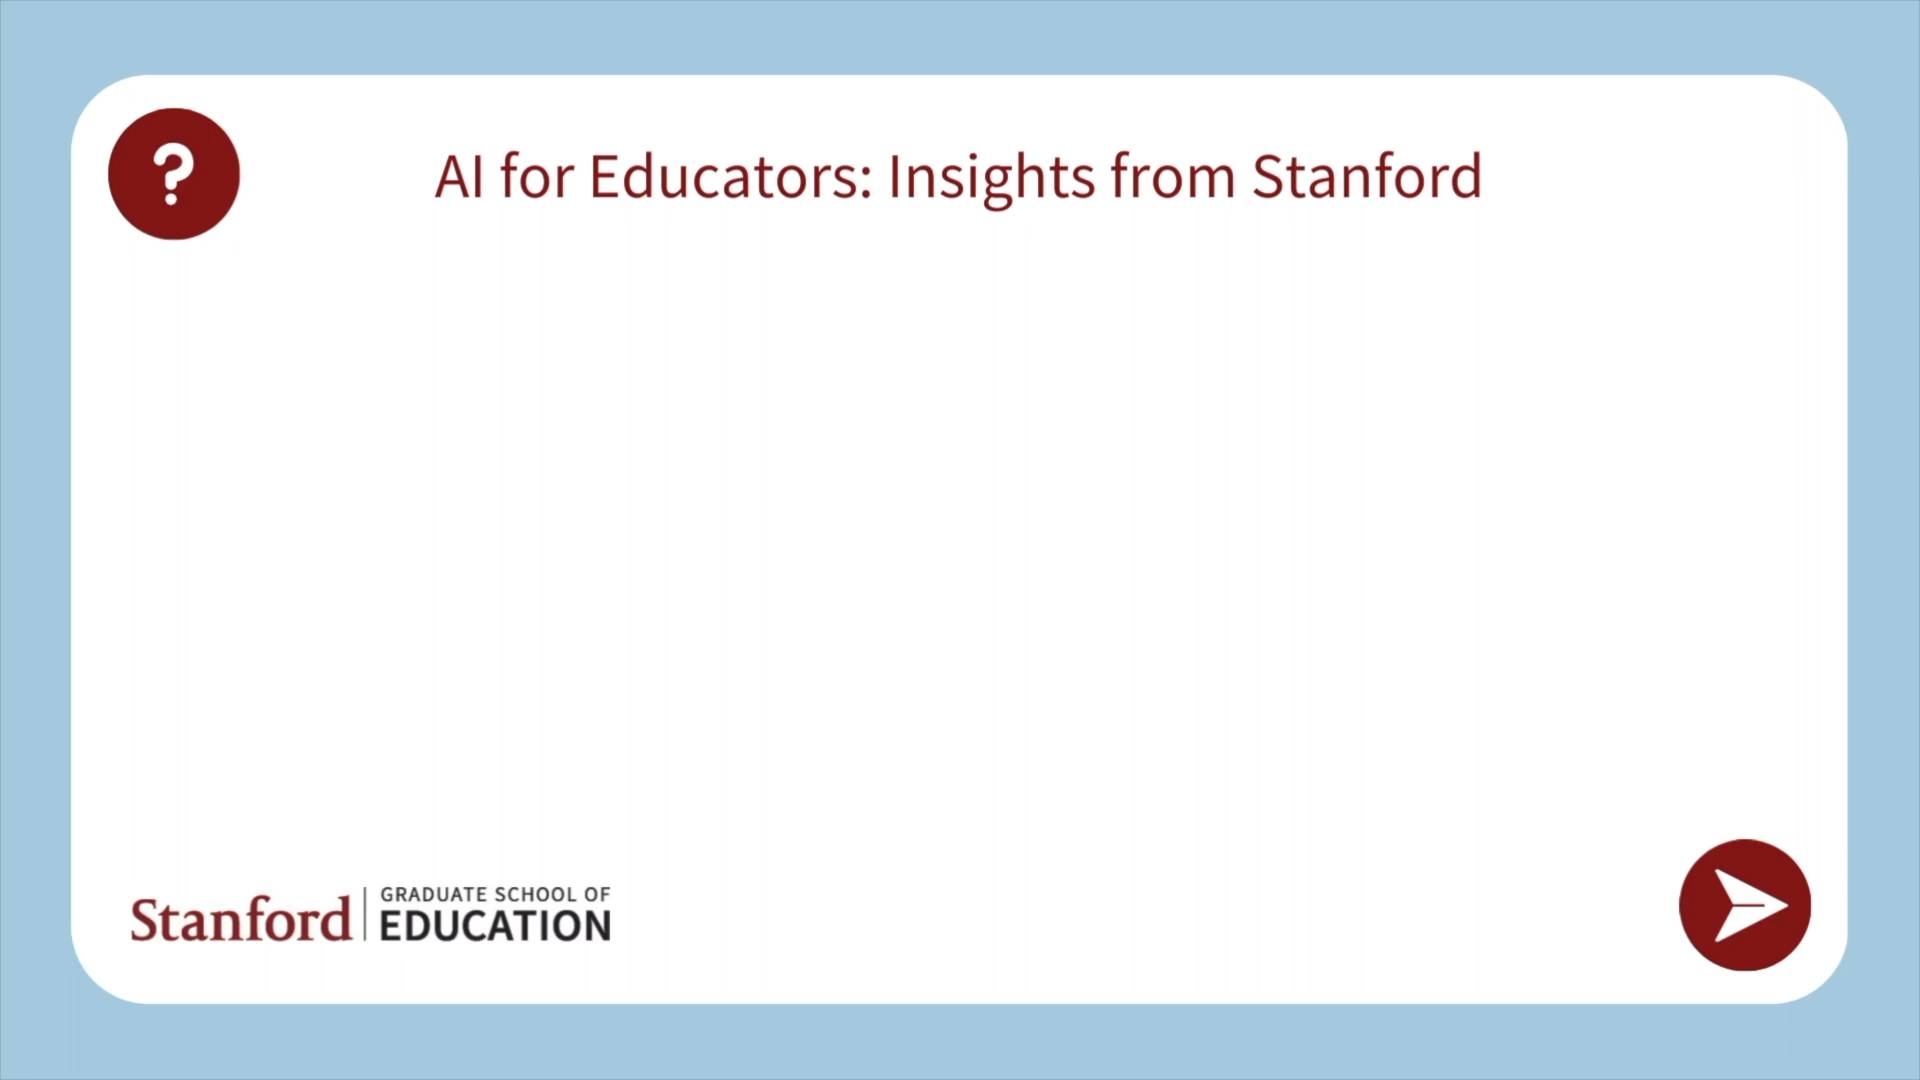 ?
AI for Educators: Insights from Stanford
Stanford
GRADUATE SCHOOL OF
EDUCATION